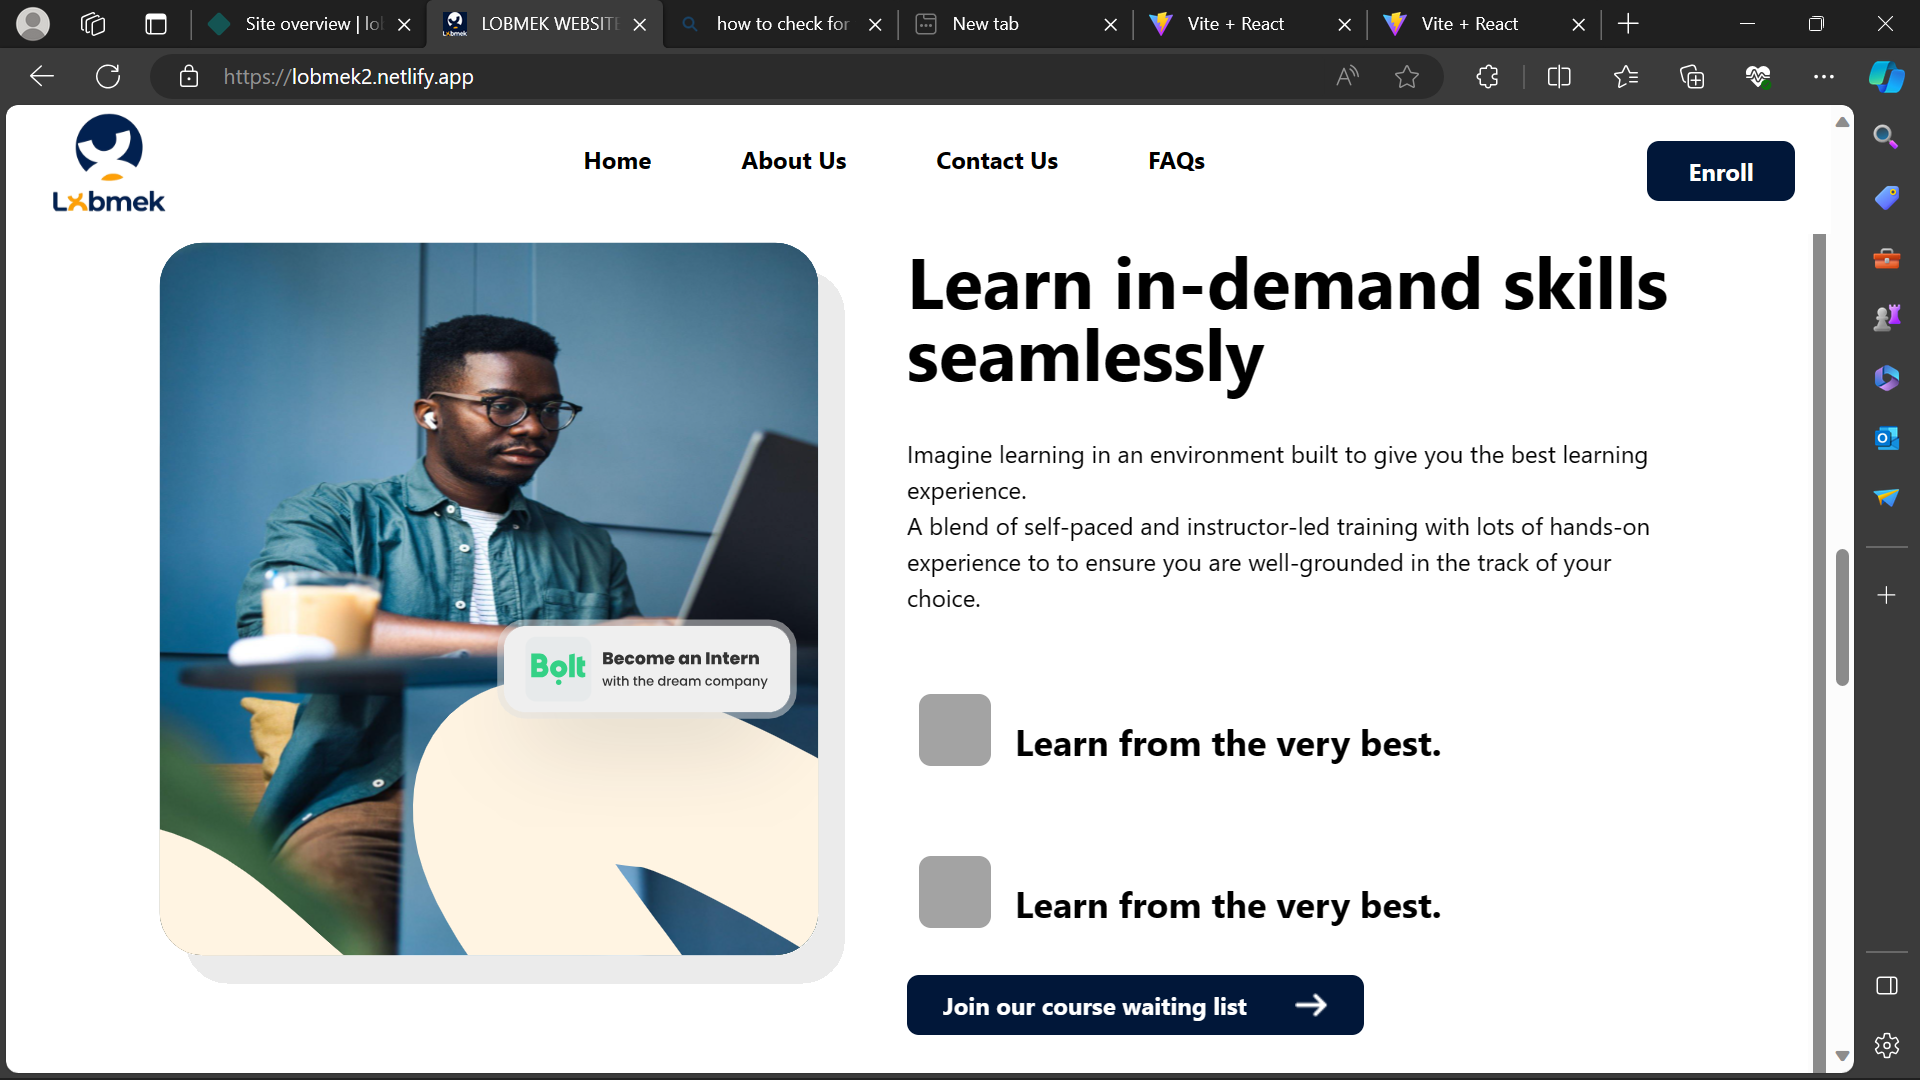 Site overview | lo
LOBMEK WEBSITE
how to check for
New tab
Vite + React
Vite + React
https://lobmek2.netlify.app
Lobmek
Home
About Us
Contact Us
FAQs
Enroll
Learn in-demand skills
seamlessly
Imagine learning in an environment built to give you the best learning
experience.
A blend of self-paced and instructor-led training with lots of hands-on
experience to to ensure you are well-grounded in the track of your
choice.
Bolt
Become an Intern
with the dream company
Learn from the very best.
Learn from the very best.
Join our course waiting list